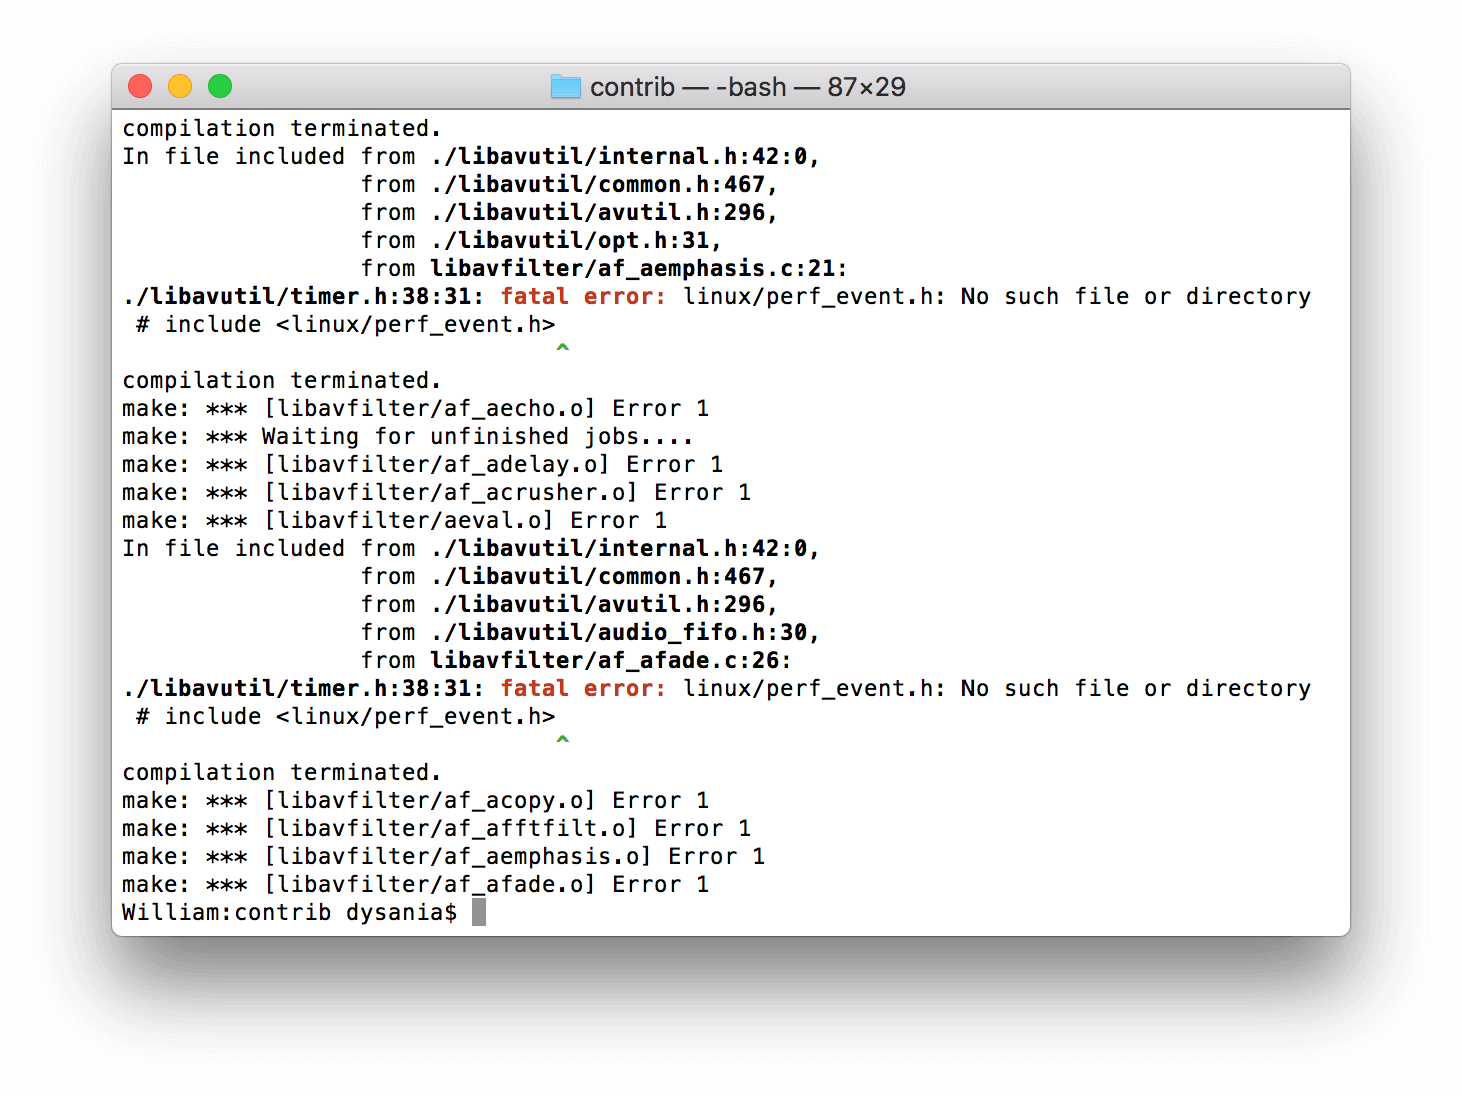 contrib — -bash — 87×29
compilation terminated.
In file included from ./libavutil/internal.h:42:0,
                 from ./libavutil/common.h:467,
                 from ./libavutil/avutil.h:296,
                 from ./libavutil/opt.h:31,
                 from libavfilter/af_aemphasis.c:21:
./libavutil/timer.h:38:31: fatal error: linux/perf_event.h: No such file or directory
 # include <linux/perf_event.h>
                               ^
compilation terminated.
make: *** [libavfilter/af_aecho.o] Error 1
make: *** Waiting for unfinished jobs....
make: *** [libavfilter/af_adelay.o] Error 1
make: *** [libavfilter/af_acrusher.o] Error 1
make: *** [libavfilter/aeval.o] Error 1
In file included from ./libavutil/internal.h:42:0,
                 from ./libavutil/common.h:467,
                 from ./libavutil/avutil.h:296,
                 from ./libavutil/audio_fifo.h:30,
                 from libavfilter/af_afade.c:26:
./libavutil/timer.h:38:31: fatal error: linux/perf_event.h: No such file or directory
 # include <linux/perf_event.h>
                               ^
compilation terminated.
make: *** [libavfilter/af_acopy.o] Error 1
make: *** [libavfilter/af_afftfilt.o] Error 1
make: *** [libavfilter/af_aemphasis.o] Error 1
make: *** [libavfilter/af_afade.o] Error 1
William:contrib dysania$